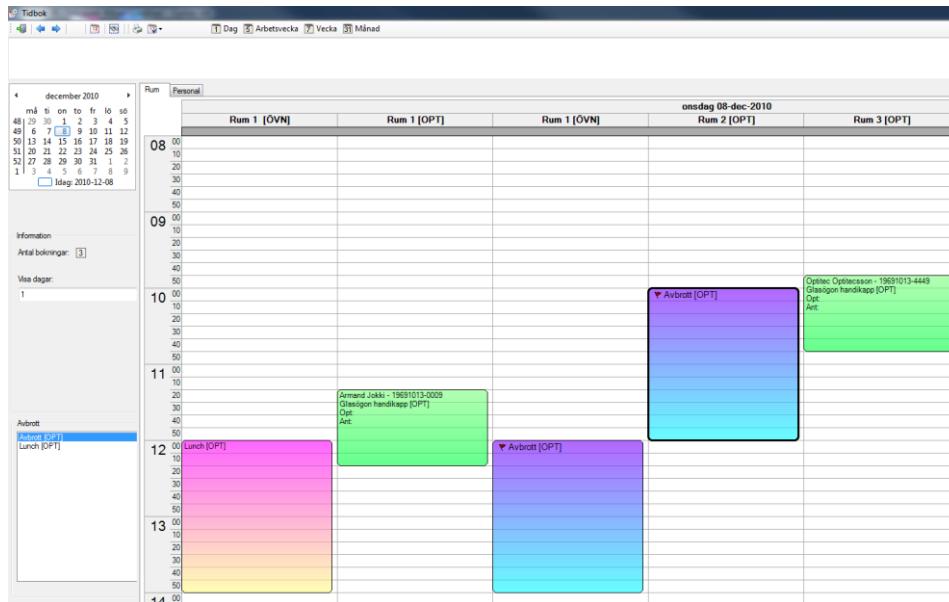 Tidbok
1 Dag 5 Arbetsvecka 7 Vecka 31 Månad
december 2010
må ti on to fr lö sö
48 29 30 1 2 3 4 5
49 6 7 8 9 10 11 12
50 13 14 15 16 17 18 19
51 20 21 22 23 24 25 26
52 27 28 29 30 31 1 2
1 3 4 5 6 7 8 9
Idag: 2010-12-08
Information
Antal bokningar: 3
Visa dagar:
1
Avbrott
Avbrott [OPT]
Lunch [OPT]
Rum Personal
onsdag 08-dec-2010
Rum 1 [ÖVN] Rum 1 [OPT] Rum 1 [ÖVN] Rum 2 [OPT] Rum 3 [OPT]
08 00
10
20
30
40
50
09 00
10
20
30
40
50
10 00
10
20
30
40
50
11 00
10
20
30
40
50
12 00
10
20
30
40
50
13 00
10
20
30
40
50
14 00
Lunch [OPT]
Armand Jokki - 19691013-0009
Glasögon handikapp [OPT]
Opt:
Ant:
Avbrott [OPT]
Avbrott [OPT]
Optitec Optitecsson - 19691013-4449
Glasögon handikapp [OPT]
Opt:
Ant: